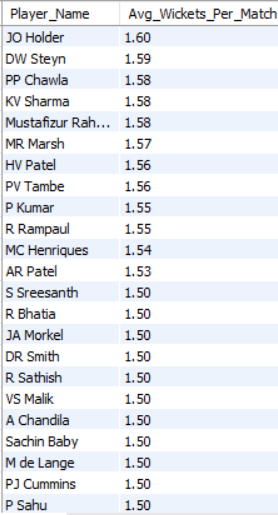 Player_Name Avg_Wickets_Per_Match
JO Holder 1.60
DW Steyn 1.59
PP Chawla 1.58
KV Sharma 1.58
Mustafizur Rah... 1.58
MR Marsh 1.57
HV Patel 1.56
PV Tambe 1.56
P Kumar 1.55
R Rampaul 1.55
MC Henriques 1.54
AR Patel 1.53
S Sreesanth 1.50
R Bhatia 1.50
JA Morkel 1.50
DR Smith 1.50
R Sathish 1.50
VS Malik 1.50
A Chandila 1.50
Sachin Baby 1.50
M de Lange 1.50
PJ Cummins 1.50
P Sahu 1.50